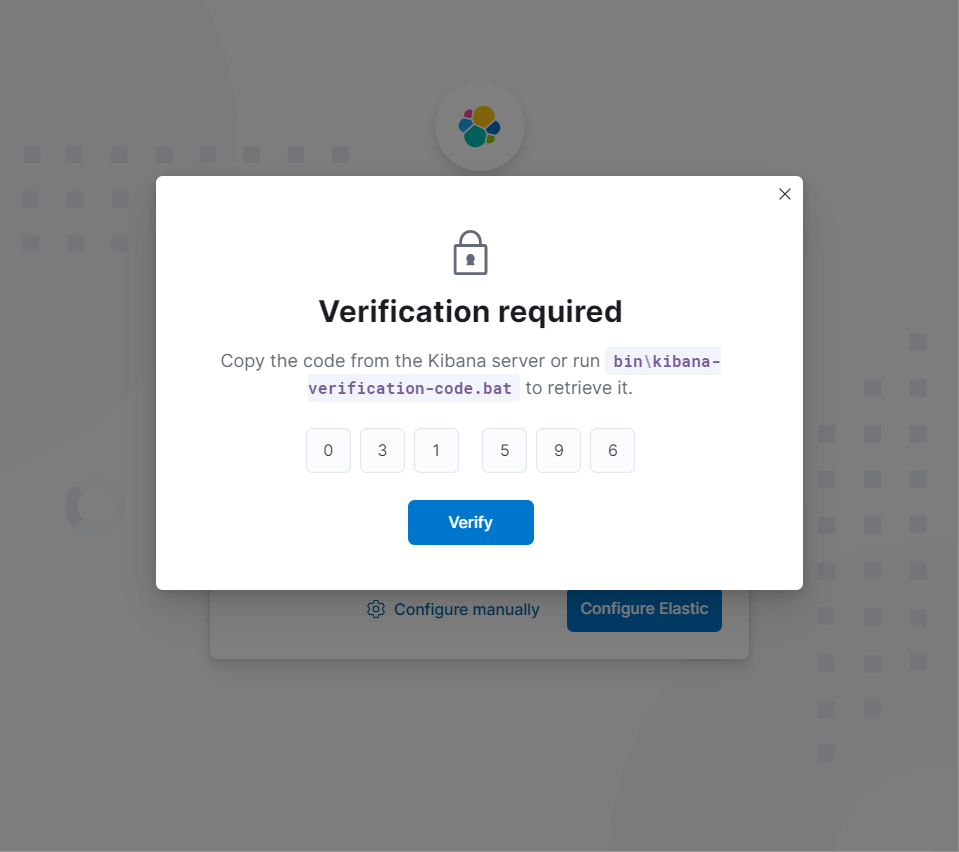 Verification required
Copy the code from the Kibana server or run bin\kibana-
verification-code.bat to retrieve it.
0 3 1 5 9 6
Verify
Configure manually Configure Elastic